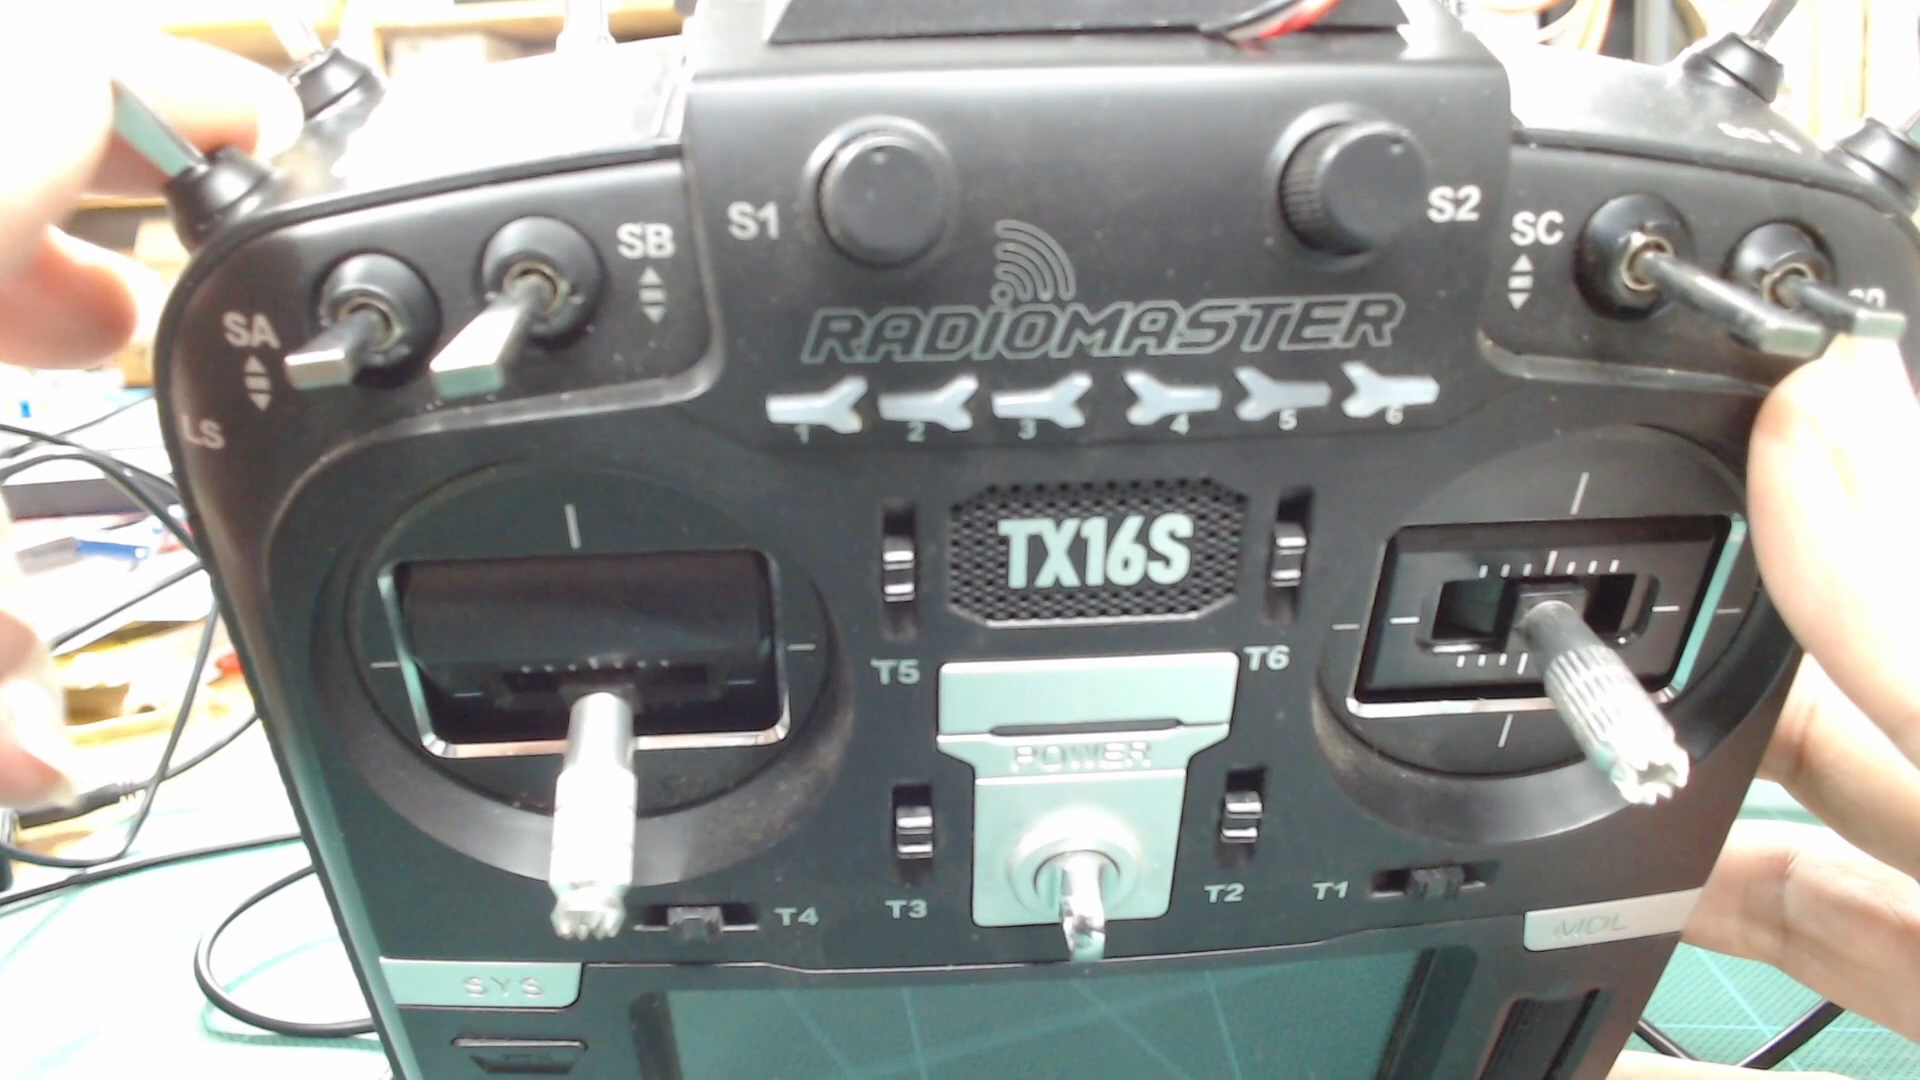 S1
S2
SB
SC
SA
RADIOMASTER
LS
1 2 3 4 5 6
TX16S
T5
T6
POWER
T4
T3
T2
T1
MDL
SYS